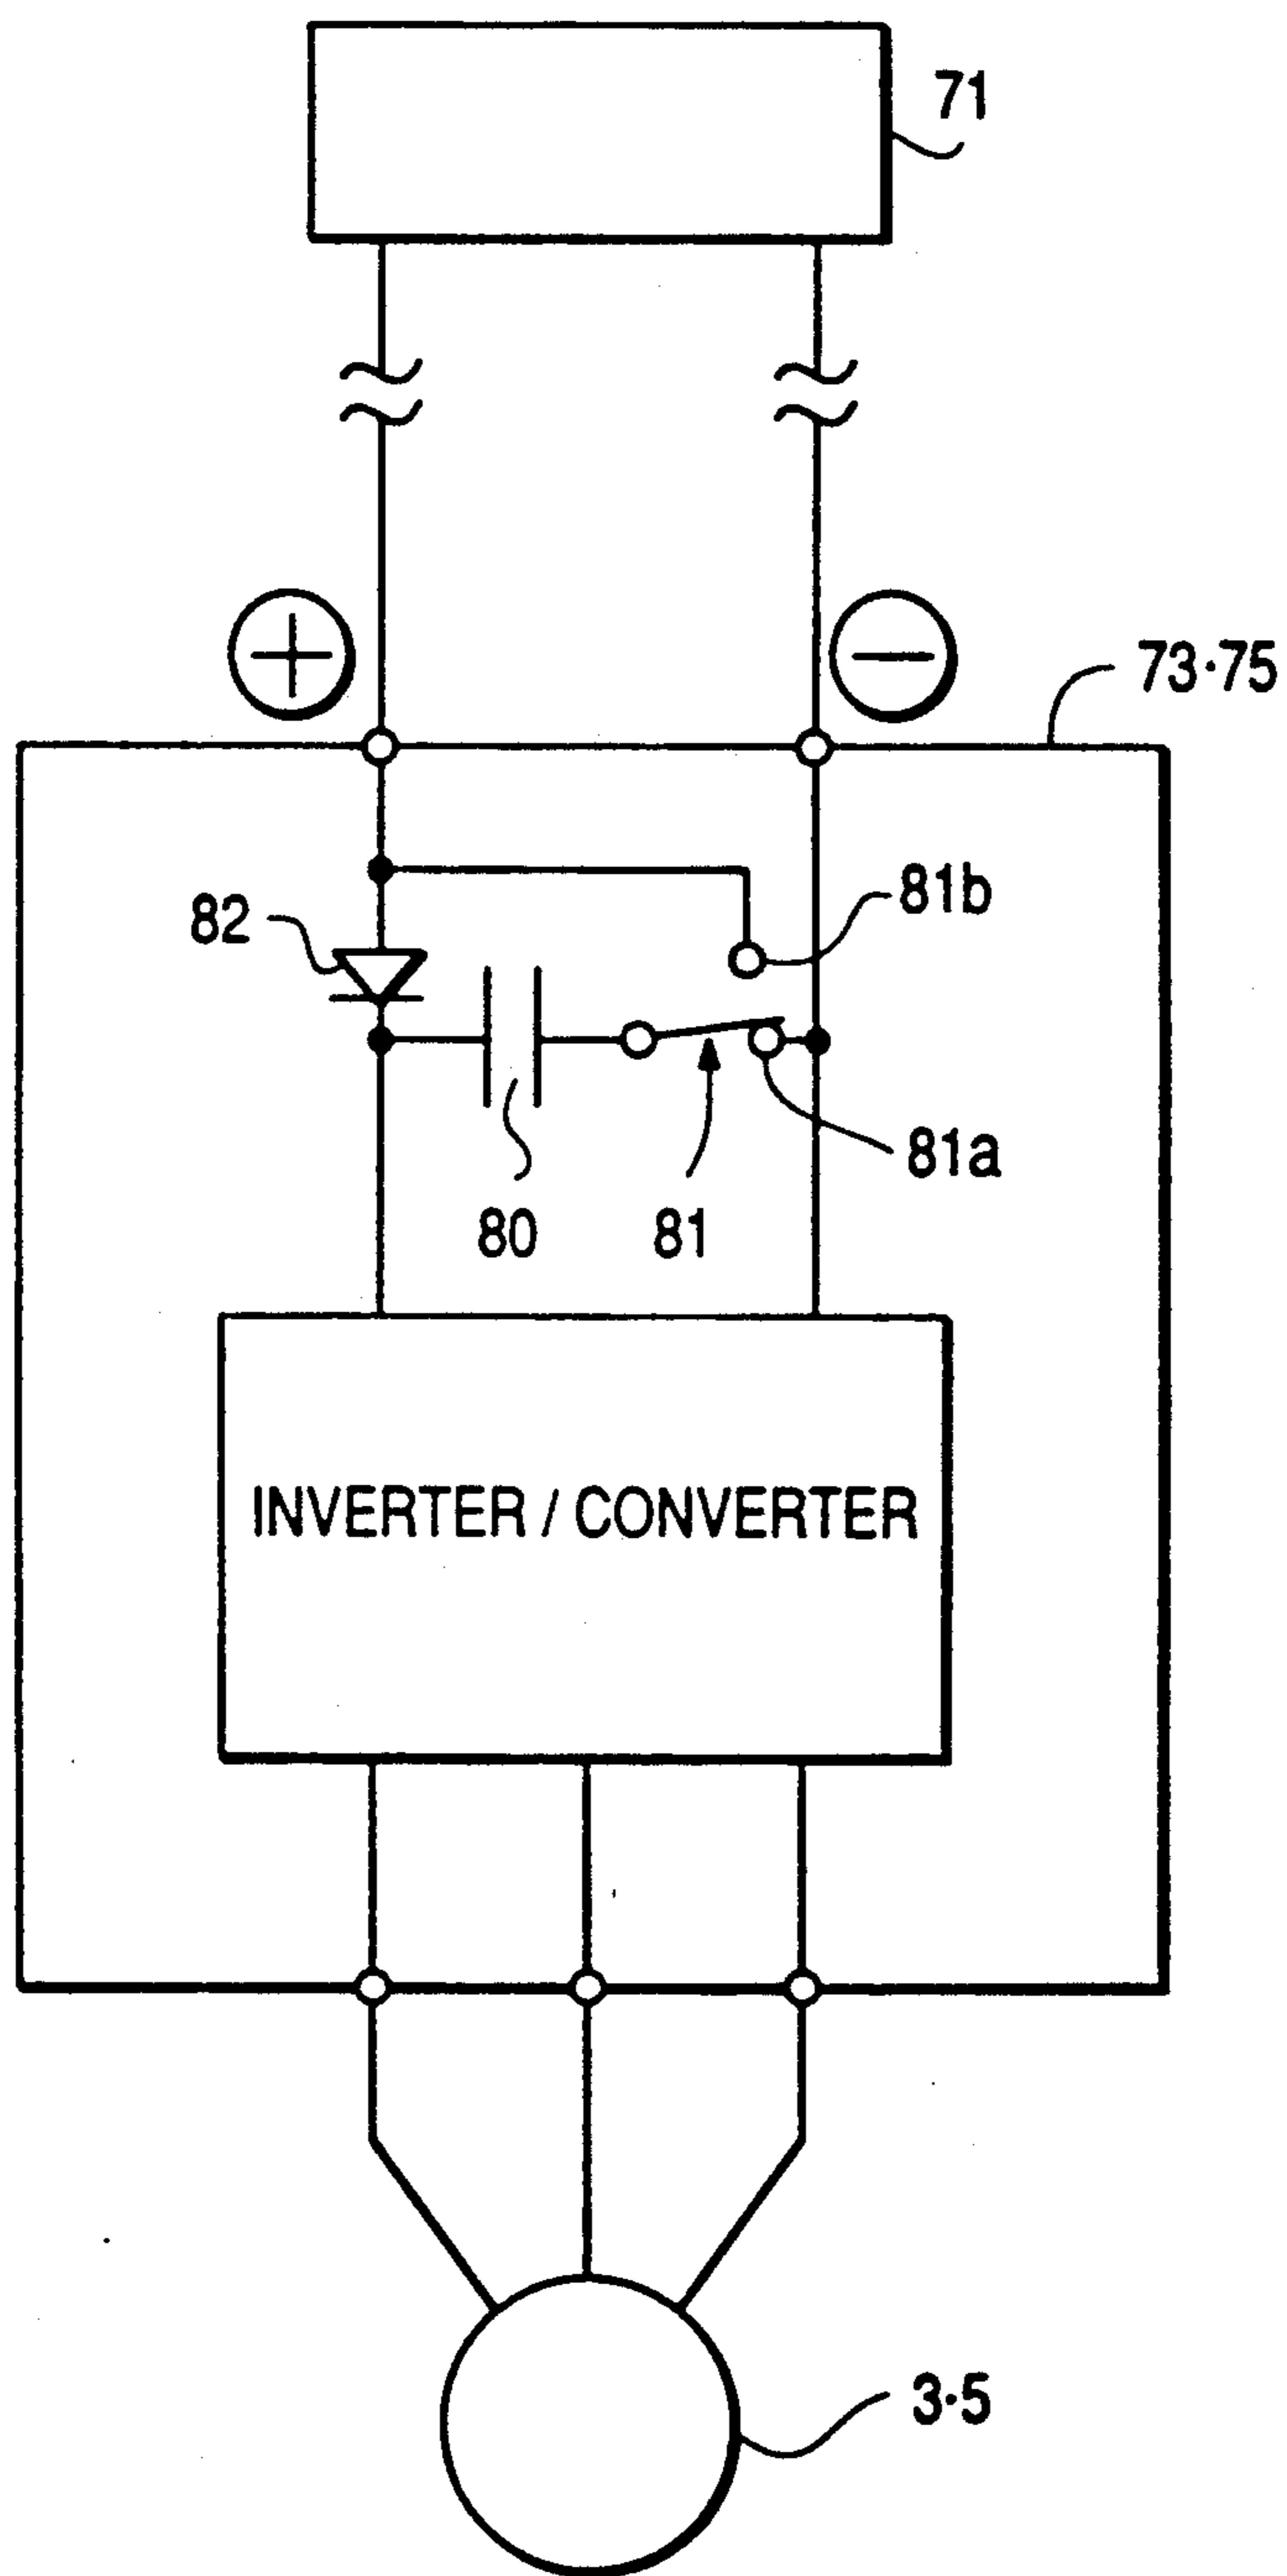 71
+
−
73·75
81b
82
81a
80
81
INVERTER / CONVERTER
3·5